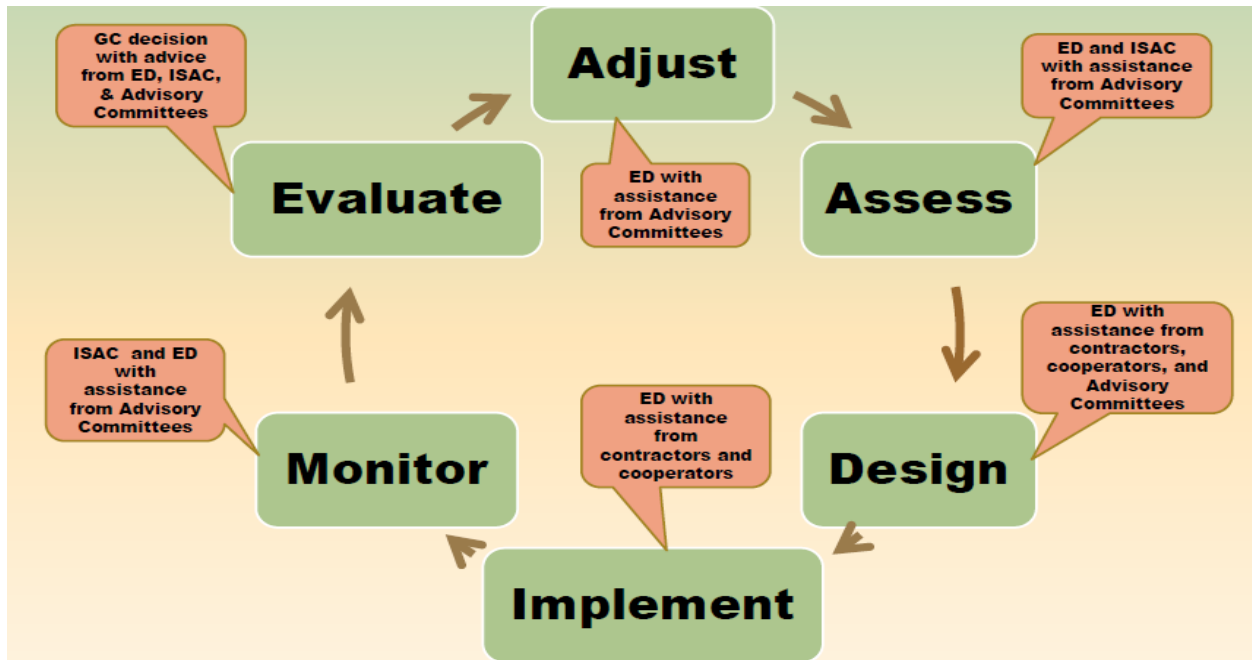 GC decision
with advice
from ED, ISAC,
& Advisory
Committees
Adjust
ED and ISAC
with assistance
from Advisory
Committees
Evaluate
ED with
assistance
from Advisory
Committees
Assess
ISAC and ED
with
assistance
from Advisory
Committees
ED with
assistance
from
contractors and
cooperators
ED with
assistance from
contractors,
cooperators, and
Advisory
Committees
Monitor
Design
Implement